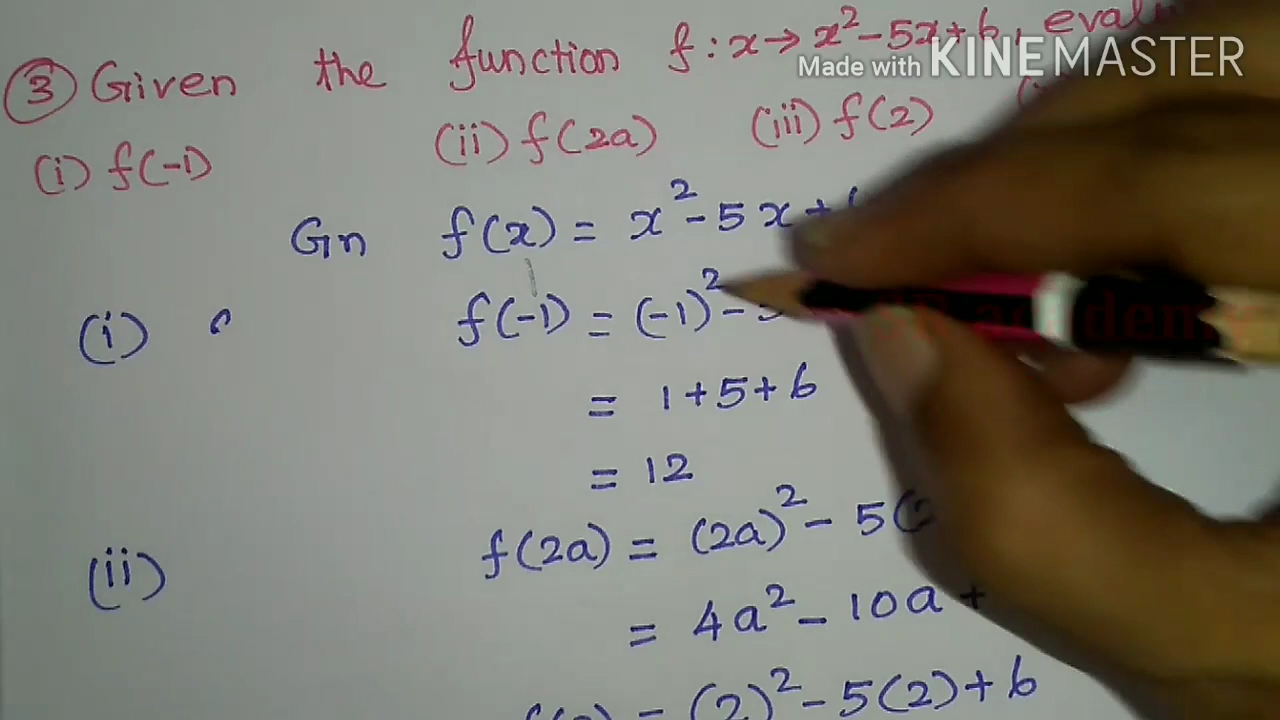 ③ Given the function f : x → x² - 5x + 6, evalu
Made with KINEMASTER
(i) f(-1) (ii) f(2a) (iii) f(2)
Gn f(x) = x² - 5x +
(i) f(-1) = (-1)² -
= 1 + 5 + 6
= 12
(ii) f(2a) = (2a)² - 5(
= 4a² - 10a +
= (2)² - 5(2) + 6